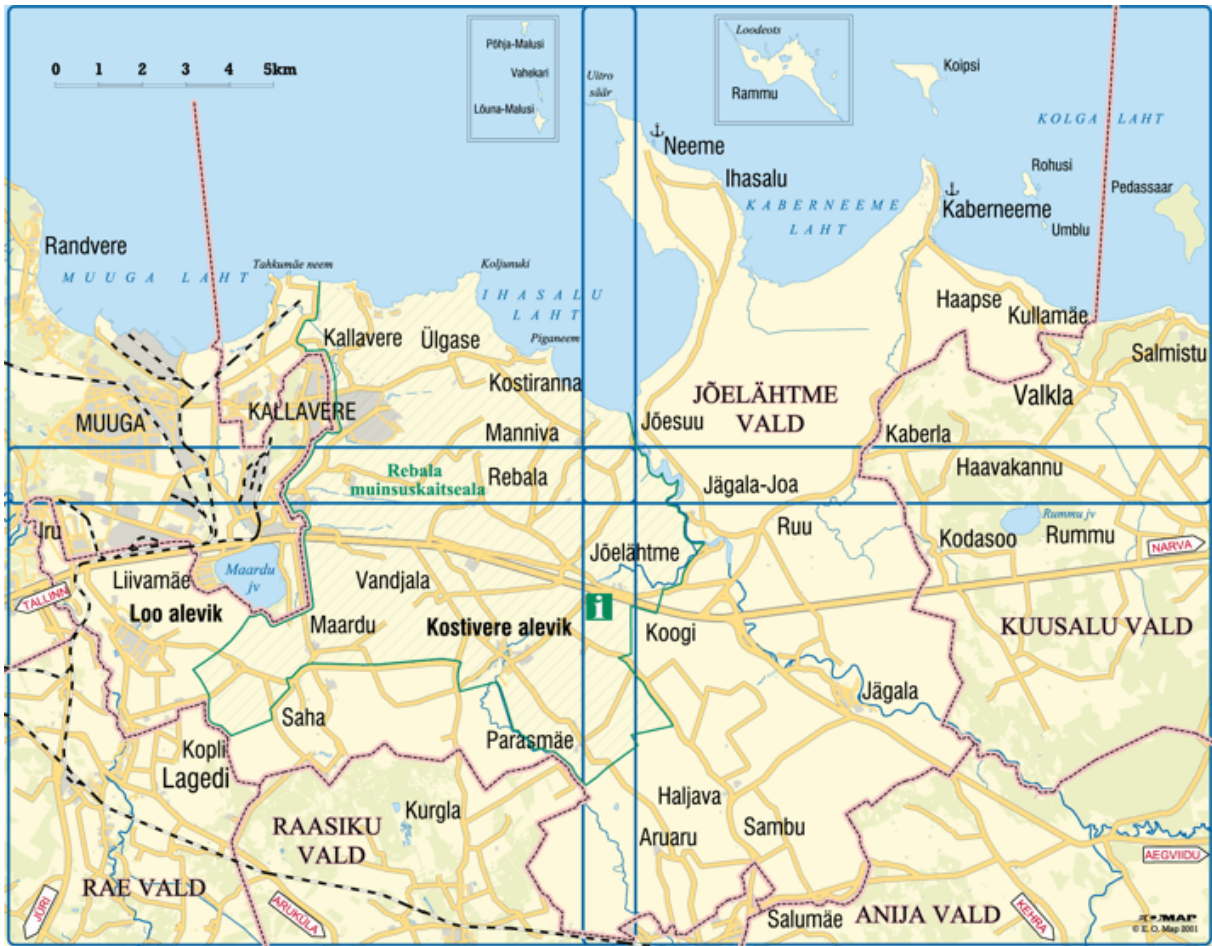 0 1 2 3 4 5km
Põhja-Malusi
Vahekari
Lõuna-Malusi
Uitro
säär
Loodeots
Rammu
Koipsi
KOLGA LAHT
Neeme
Ihasalu
KABERNEEME
LAHT
Kaberneeme
Rohusi
Umblu
Pedassaar
Randvere
MUUGA LAHT
Tahkumäe neem
Koljunuki
IHASALU
LAHT
Piganeem
Haapse
Kullamäe
Salmistu
Kallavere
Ülgase
Kostiranna
JÕELÄHTME
VALD
Valkla
MUUGA
KALLAVERE
Manniva
Jõesuu
Kaberla
Rebala
muinsuskaitseala
Rebala
Jägala-Joa
Haavakannu
Iru
Jõelähtme
Ruu
Kodasoo
Rummu jv
Rummu
NARVA
Liivamäe
Maardu
jv
Vandjala
TALLINN
Loo alevik
Maardu
Kostivere alevik
i
Koogi
KUUSALU VALD
Saha
Parasmäe
Jägala
Kopli
Lagedi
Kurgla
Haljava
Aruaru
Sambu
RAASIKU
VALD
RAE VALD
JÜRI
ARUKÜLA
Salumäe
ANIJA VALD
KEHRA
AEGVIIDU
E.O.MAP
© E. O. Map 2001